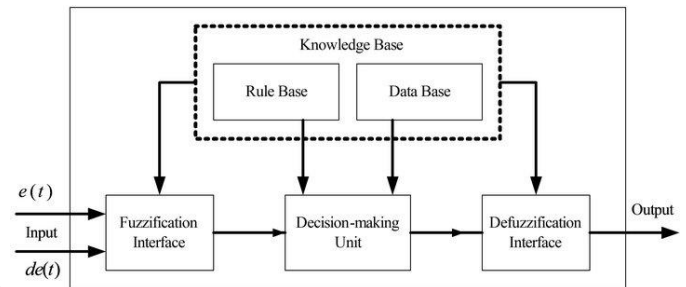 Knowledge Base
Rule Base
Data Base
e(t)
Input
de(t)
Fuzzification
Interface
Decision-making
Unit
Defuzzification
Interface
Output